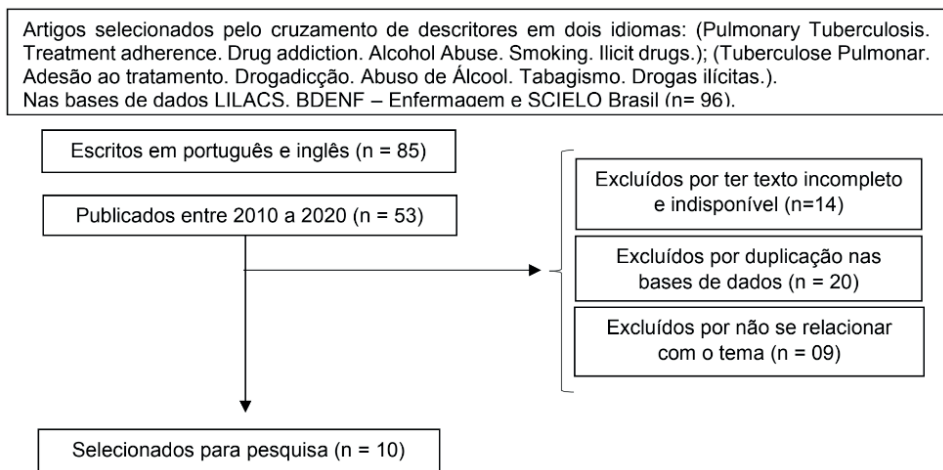 Artigos selecionados pelo cruzamento de descritores em dois idiomas: (Pulmonary Tuberculosis.
Treatment adherence. Drug addiction. Alcohol Abuse. Smoking. Ilicit drugs.); (Tuberculose Pulmonar.
Adesão ao tratamento. Drogadicção. Abuso de Álcool. Tabagismo. Drogas ilícitas.).
Nas bases de dados LILACS. BDENF – Enfermagem e SCIELO Brasil (n= 96).
Escritos em português e inglês (n = 85)
Publicados entre 2010 a 2020 (n = 53)
Excluídos por ter texto incompleto
e indisponível (n=14)
Excluídos por duplicação nas
bases de dados (n = 20)
Excluídos por não se relacionar
com o tema (n = 09)
Selecionados para pesquisa (n = 10)